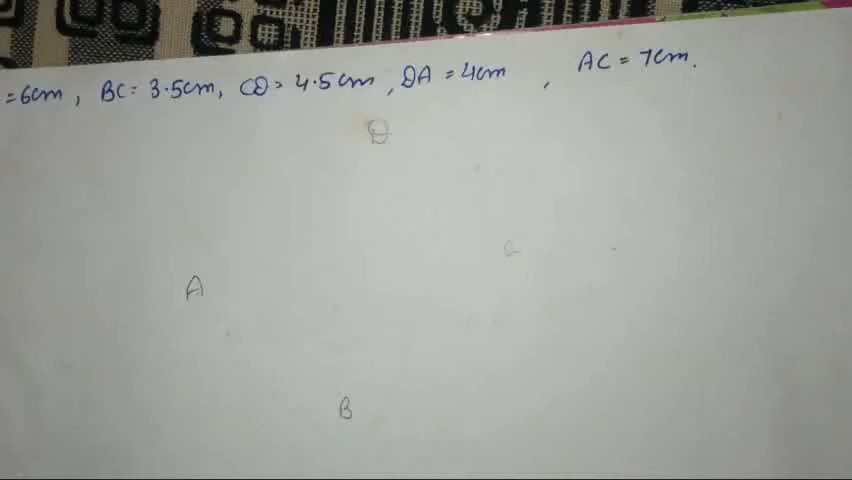 =6cm, BC= 3.5cm, CD= 4.5cm, DA = 4cm, AC = 7cm.
D
C
A
B